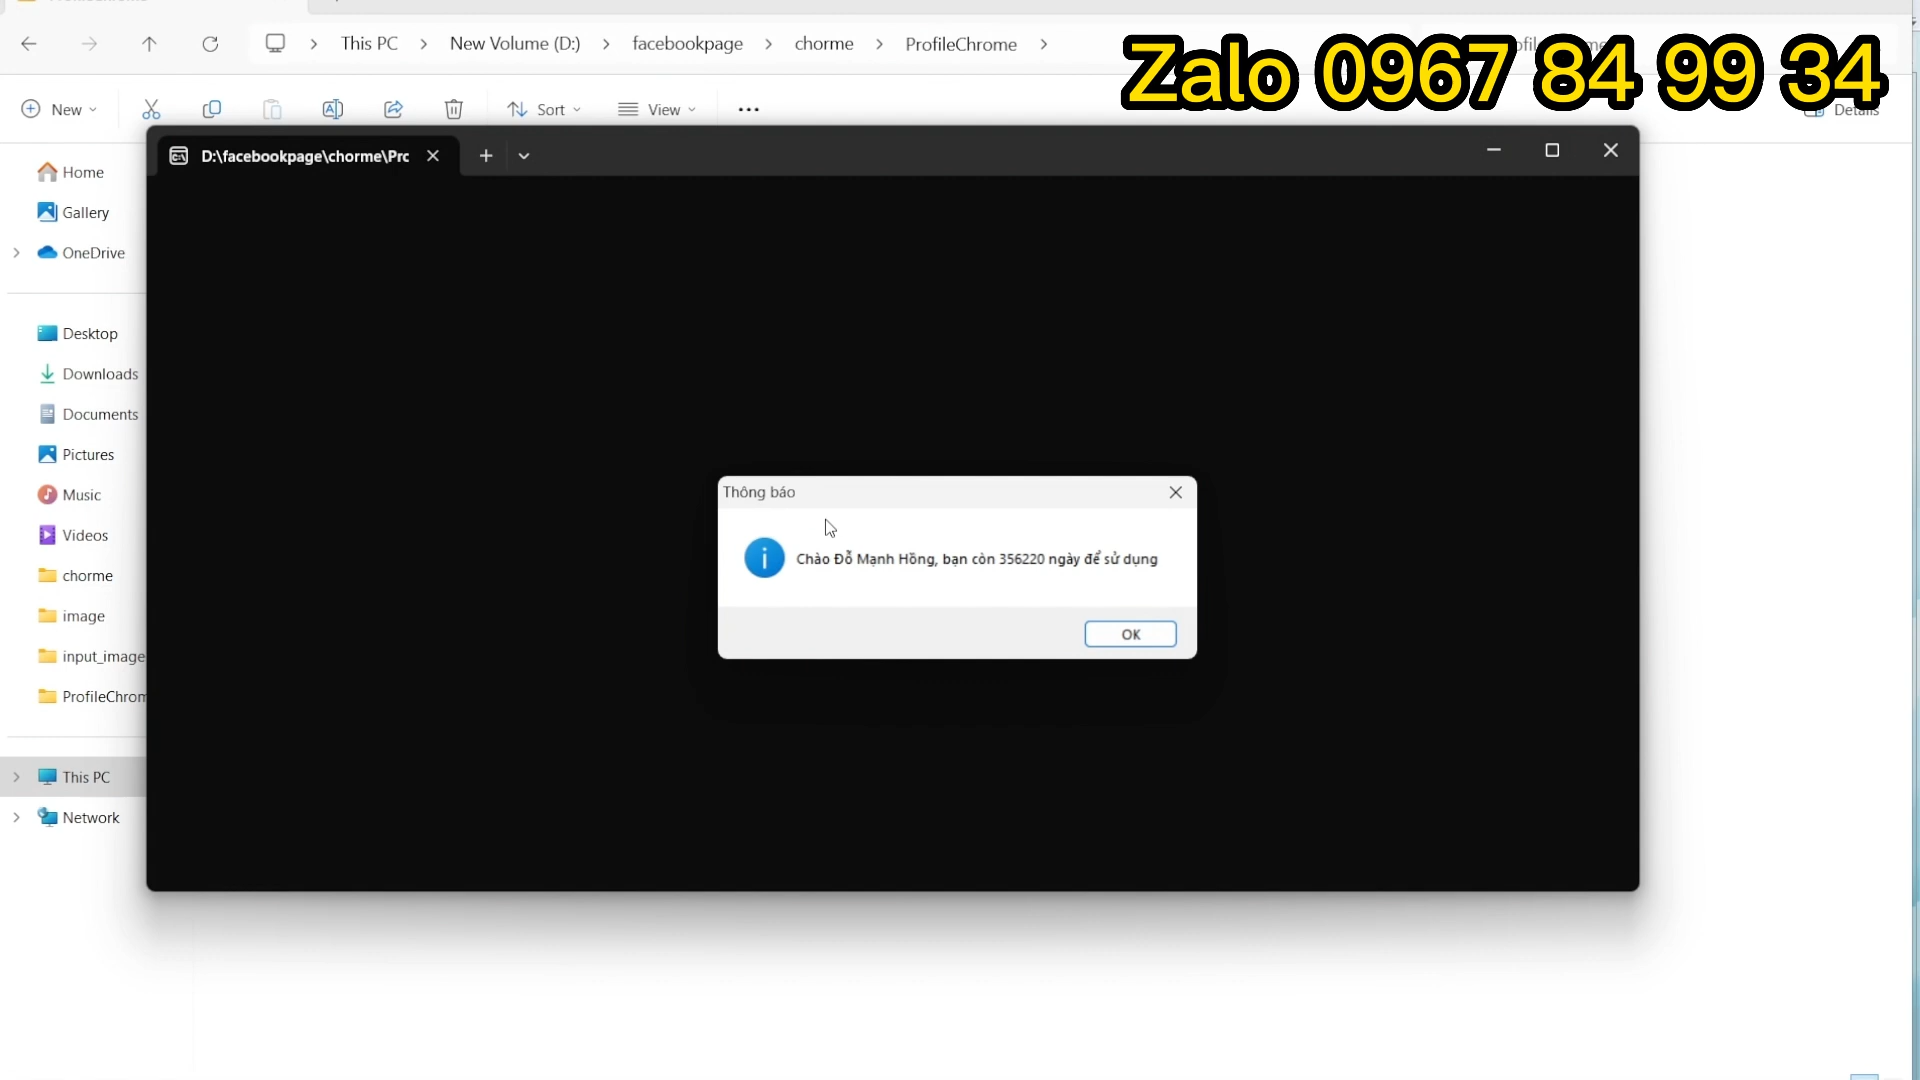 This PC > New Volume (D:) > facebookpage > chorme > ProfileChrome >
Zalo 0967 84 99 34
New
Sort
View
Details
D:\facebookpage\chorme\Prc
Home
Gallery
OneDrive
Desktop
Downloads
Documents
Pictures
Music
Videos
chorme
image
input_image
ProfileChrom
This PC
Network
Thông báo
Chào Đỗ Mạnh Hồng, bạn còn 356220 ngày để sử dụng
OK